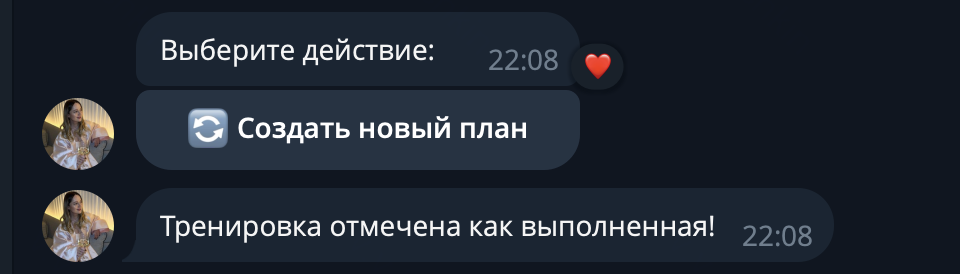 Выберите действие:
22:08
Создать новый план
Тренировка отмечена как выполненная!
22:08